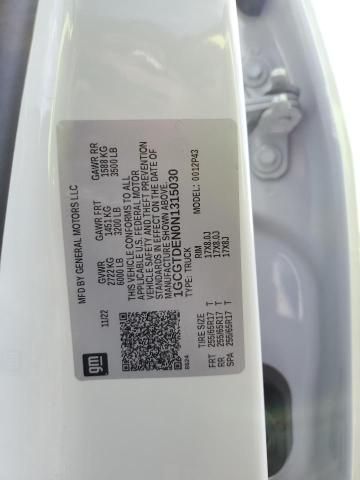 MFD BY GENERAL MOTORS LLC
11/22
GVWR GAWR FRT GAWR RR
2722 KG 1451 KG 1588 KG
6000 LB 3200 LB 3500 LB
THIS VEHICLE CONFORMS TO ALL
APPLICABLE U.S. FEDERAL MOTOR
VEHICLE SAFETY AND THEFT PREVENTION
STANDARDS IN EFFECT ON THE DATE OF
MANUFACTURE SHOWN ABOVE.
1GCGTDEN0N1315030
TYPE: TRUCK 0012P43
TIRE SIZE RIM
FRT 255/65R17 T 17X8.0J
RR 255/65R17 T 17X8.0J
SPA 255/65R17 T 17X8J
gm